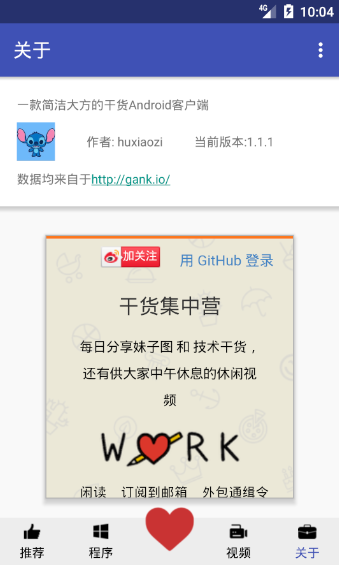 4G 10:04
关于
一款简洁大方的干货Android客户端
作者: huxiaozi 当前版本:1.1.1
数据均来自于http://gank.io/
加关注 用 GitHub 登录
干货集中营
每日分享妹子图 和 技术干货，
还有供大家中午休息的休闲视
频
WORK
闲读 订阅到邮箱 外包通缉令
推荐 程序 视频 关于